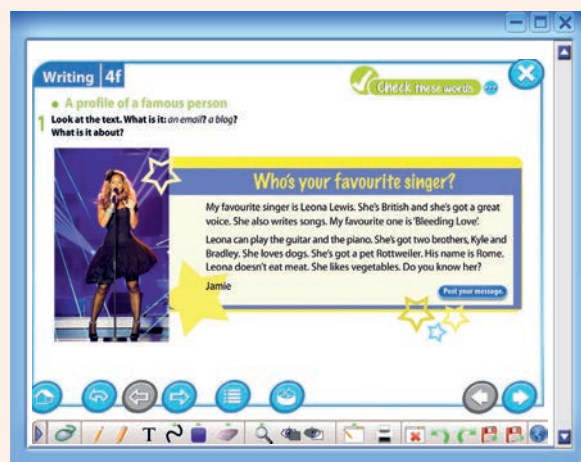 Writing 4f
Check these words
A profile of a famous person
1 Look at the text. What is it: an email? a blog?
What is it about?
Who's your favourite singer?
My favourite singer is Leona Lewis. She's British and she's got a great
voice. She also writes songs. My favourite one is 'Bleeding Love'.
Leona can play the guitar and the piano. She's got two brothers, Kyle and
Bradley. She loves dogs. She's got a pet Rottweiler. His name is Rome.
Leona doesn't eat meat. She likes vegetables. Do you know her?
Jamie
Post your message.
T